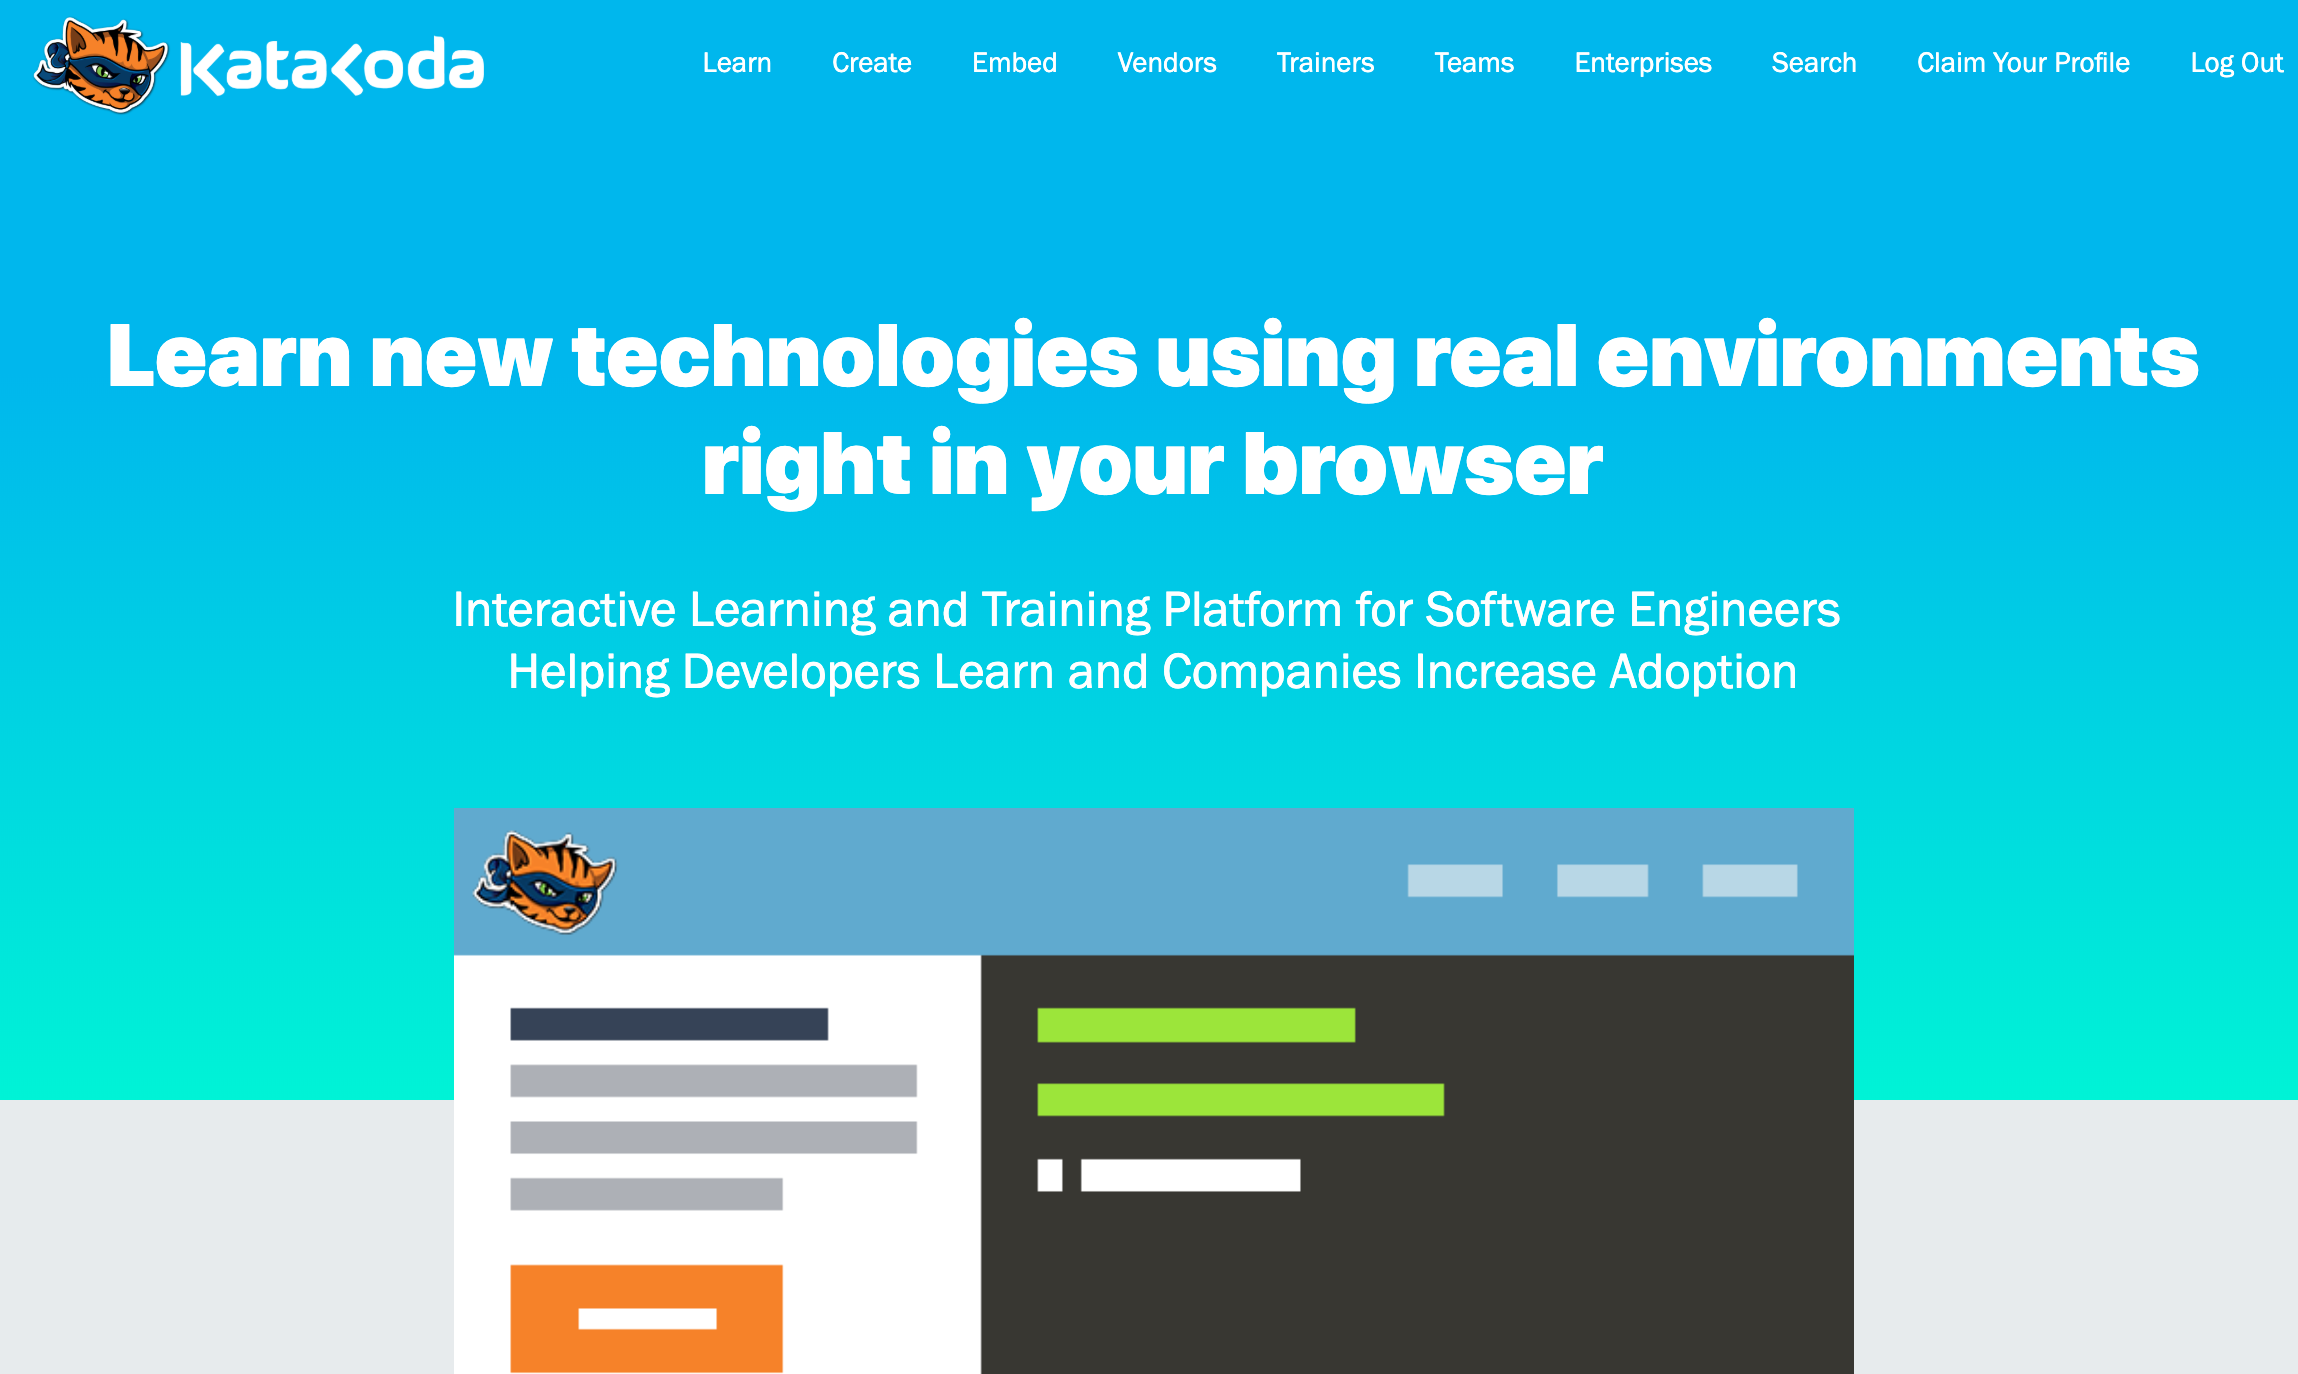 Katakoda
Learn Create Embed Vendors Trainers Teams Enterprises Search Claim Your Profile Log Out
Learn new technologies using real environments
right in your browser
Interactive Learning and Training Platform for Software Engineers
Helping Developers Learn and Companies Increase Adoption